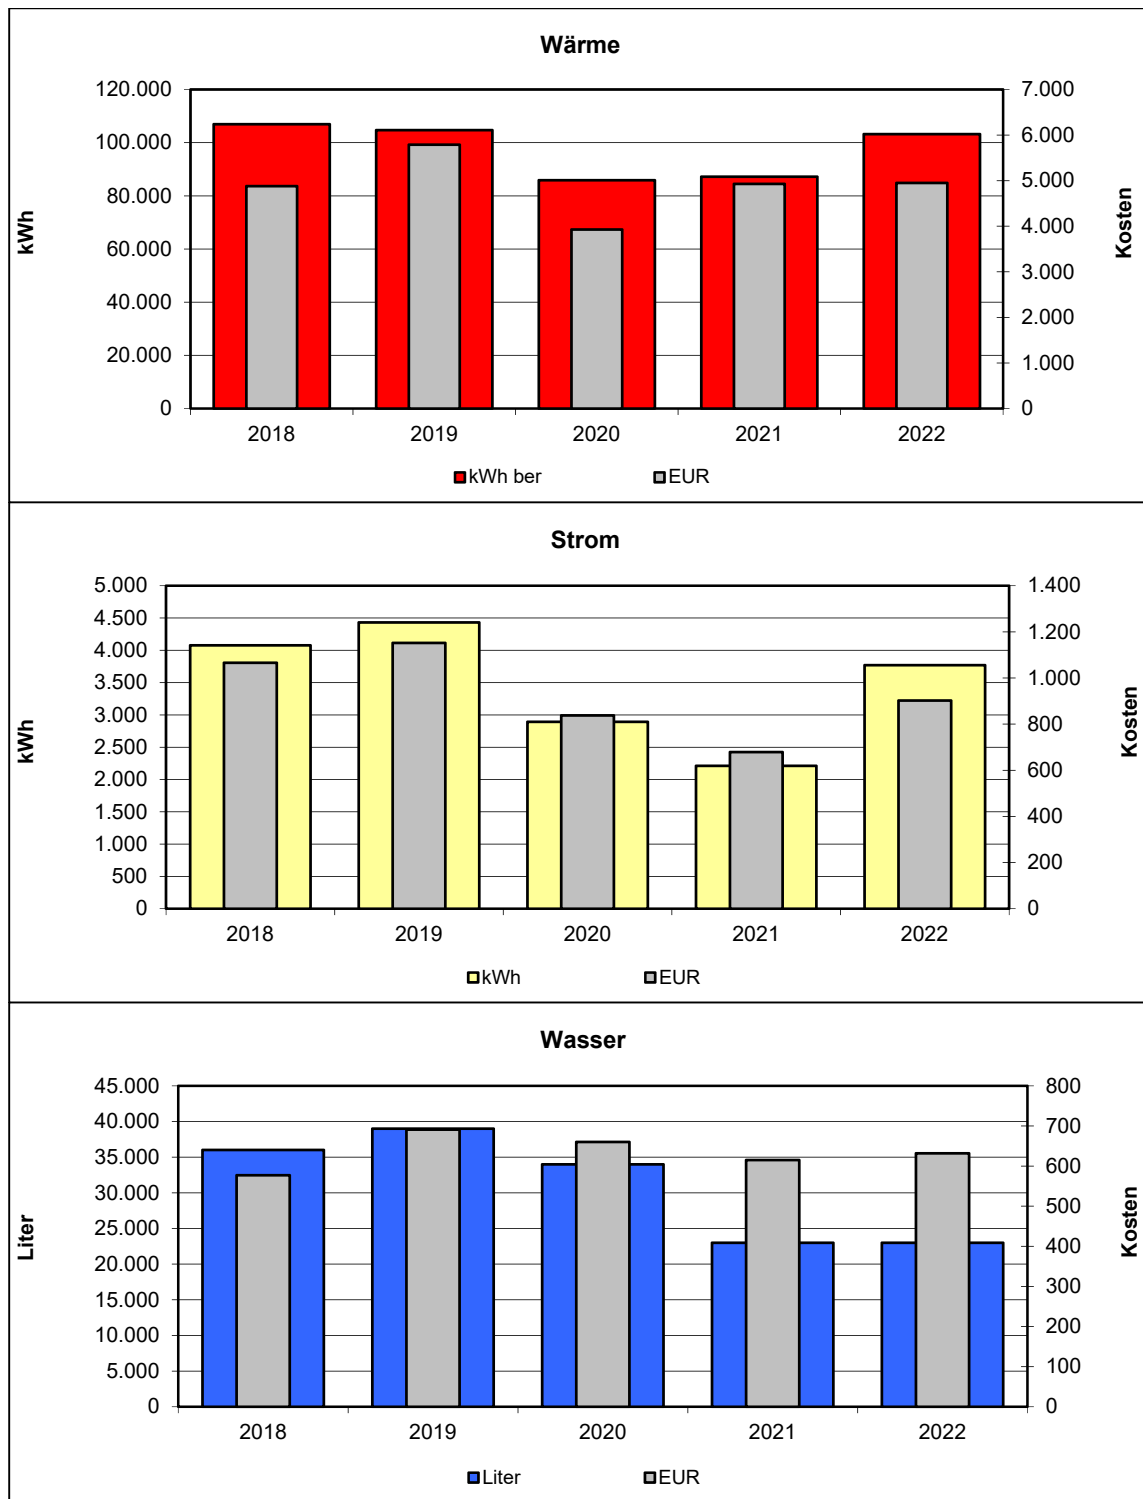 Wärme
120.000 7.000
100.000 6.000
80.000 5.000
60.000 4.000
40.000 3.000
20.000 2.000
0 1.000
0
kWh
Kosten
2018 2019 2020 2021 2022
kWh ber EUR
Strom
5.000 1.400
4.500 1.200
4.000 1.000
3.500 800
3.000 600
2.500 400
2.000 200
1.500 0
1.000
500
0
kWh
Kosten
2018 2019 2020 2021 2022
kWh EUR
Wasser
45.000 800
40.000 700
35.000 600
30.000 500
25.000 400
20.000 300
15.000 200
10.000 100
5.000 0
0
Liter
Kosten
2018 2019 2020 2021 2022
Liter EUR